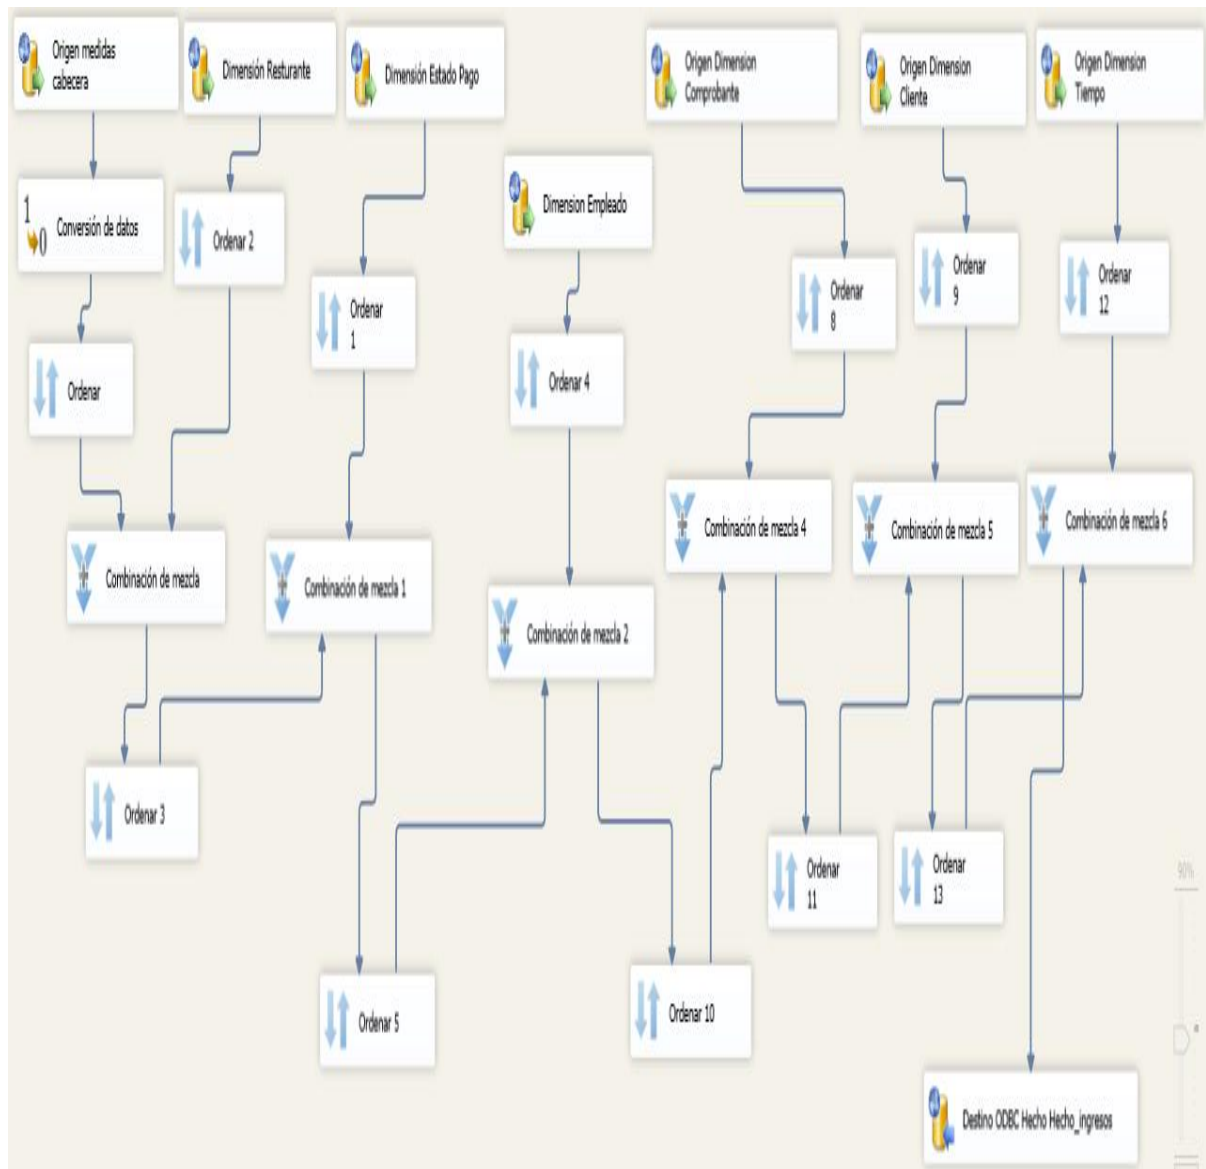 Origen medidas
cabecera
Dimensión Resturante
Dimensión Estado Pago
Origen Dimension
Comprobante
Origen Dimension
Cliente
Origen Dimension
Tiempo
1
0
Conversión de datos
Ordenar 2
Dimension Empleado
Ordenar
1
Ordenar
8
Ordenar
9
Ordenar
12
Ordenar
Ordenar 4
Combinación de mezcla
Combinación de mezcla 1
Combinación de mezcla 2
Combinación de mezcla 4
Combinación de mezcla 5
Combinación de mezcla 6
Ordenar 3
Ordenar
11
Ordenar
13
90%
Ordenar 5
Ordenar 10
Destino ODBC Hecho Hecho_ingresos